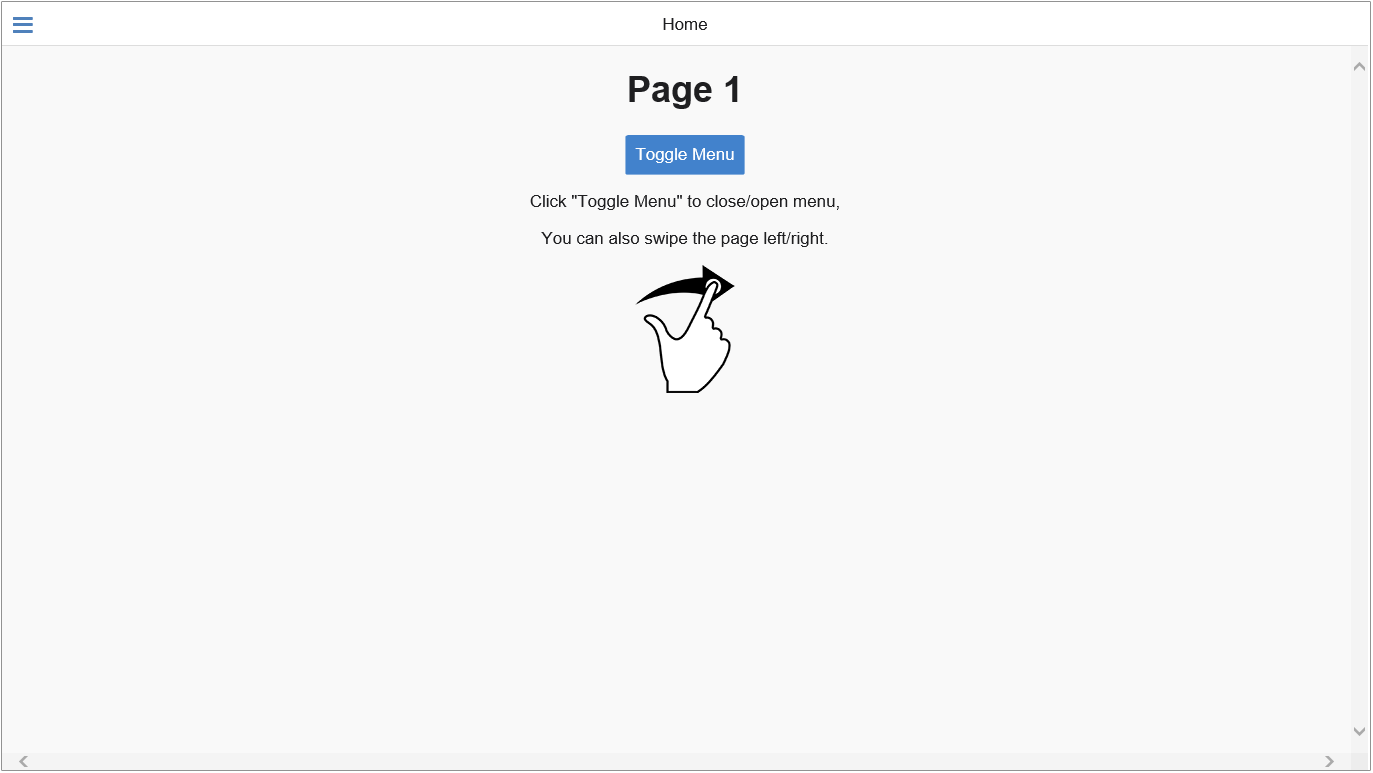 Home
Page 1
Toggle Menu
Click "Toggle Menu" to close/open menu,
You can also swipe the page left/right.